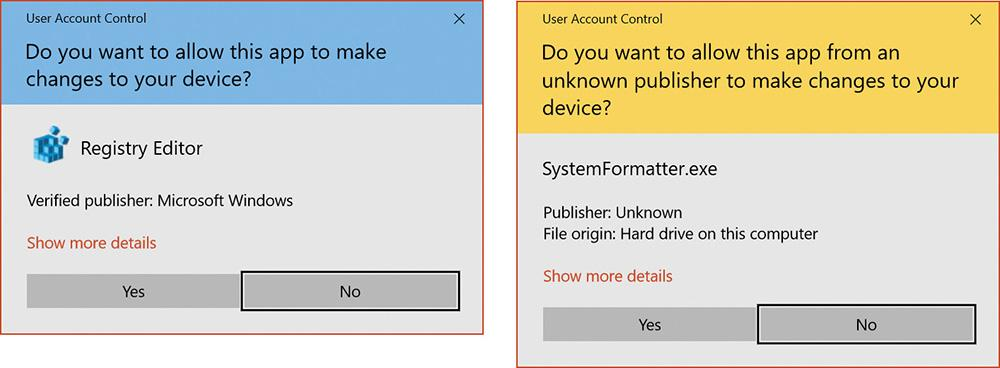 User Account Control
Do you want to allow this app to make
changes to your device?
Registry Editor
Verified publisher: Microsoft Windows
Show more details
Yes
No
User Account Control
Do you want to allow this app from an
unknown publisher to make changes to your
device?
SystemFormatter.exe
Publisher: Unknown
File origin: Hard drive on this computer
Show more details
Yes
No